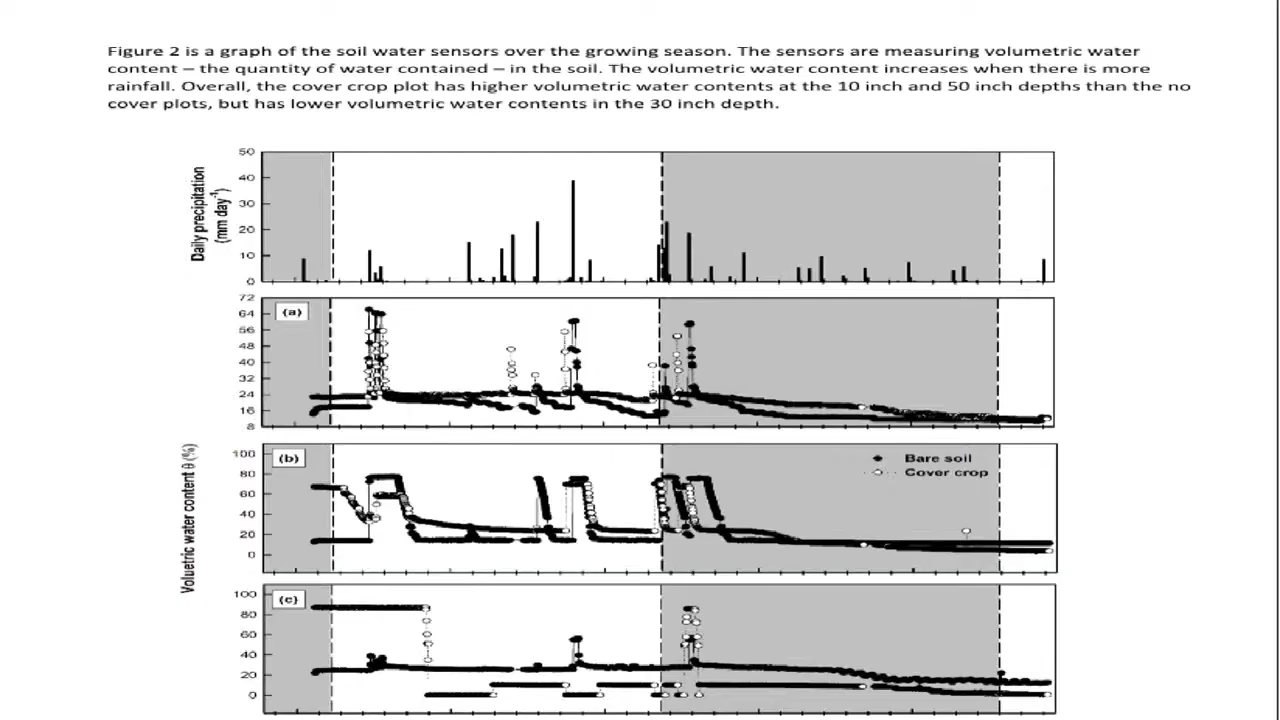 Figure 2 is a graph of the soil water sensors over the growing season. The sensors are measuring volumetric water
content – the quantity of water contained – in the soil. The volumetric water content increases when there is more
rainfall. Overall, the cover crop plot has higher volumetric water contents at the 10 inch and 50 inch depths than the no
cover plots, but has lower volumetric water contents in the 30 inch depth.
Daily precipitation
(mm day-1)
50
40
30
20
10
0
(a)
72
64
56
48
40
32
24
16
8
Voluetric water content θ (%)
(b)
100
80
60
40
20
0
Bare soil
Cover crop
(c)
100
80
60
40
20
0